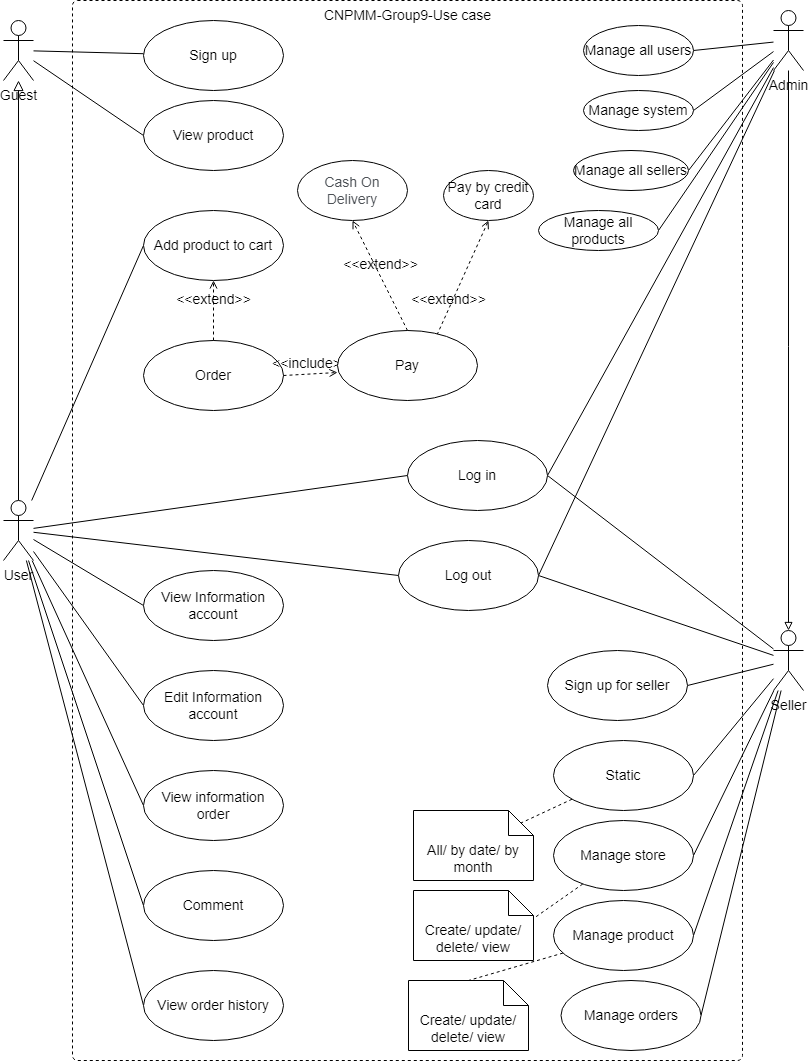 CNPMM-Group9-Use case
Guest
Sign up
View product
Manage all users
Admin
Manage system
Manage all sellers
Manage all
products
Cash On
Delivery
Pay by credit
card
Add product to cart
<<extend>>
<<extend>>
<<extend>>
Order
<<include>
Pay
Log in
Log out
User
View Information
account
Edit Information
account
View information
order
Comment
View order history
Sign up for seller
Seller
Static
All/ by date/ by
month
Manage store
Create/ update/
delete/ view
Manage product
Create/ update/
delete/ view
Manage orders